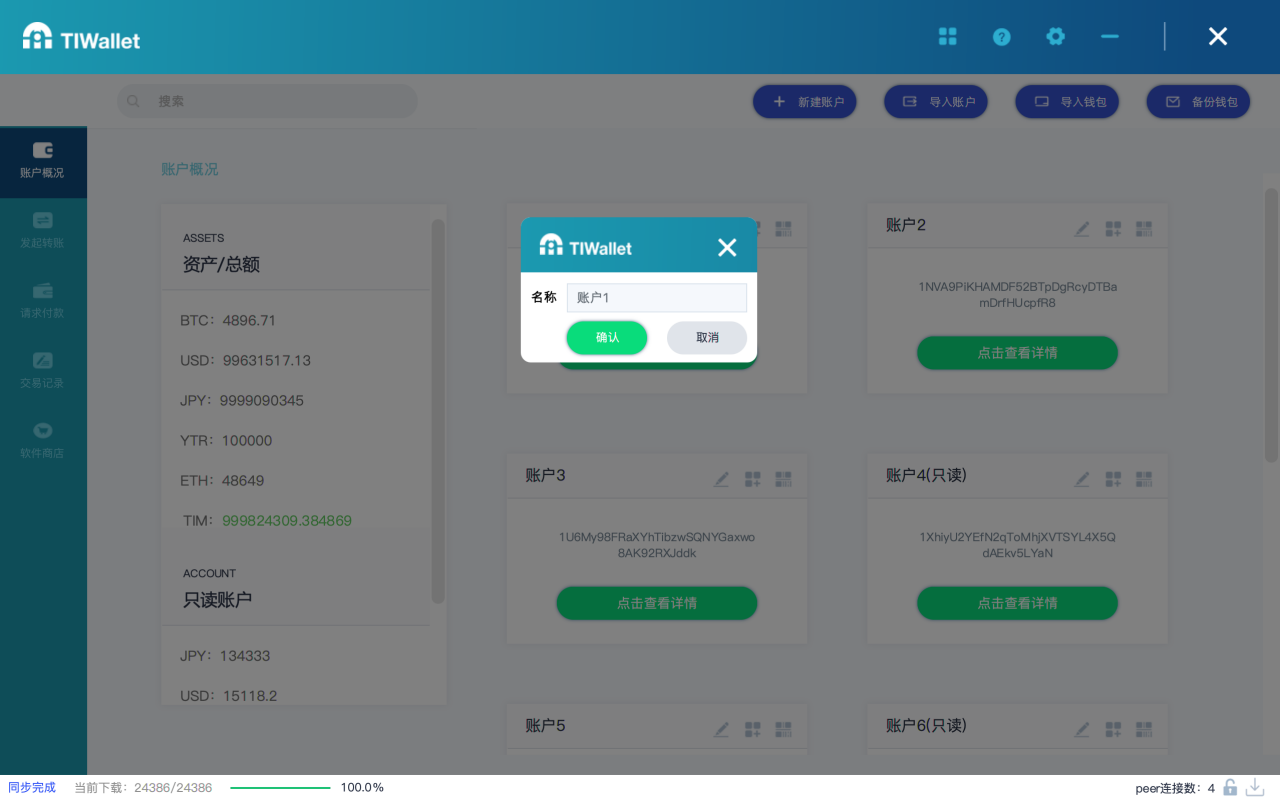 TIWallet
搜索
新建账户
导入账户
导入钱包
备份钱包
账户概况
发起转账
请求付款
交易记录
软件商店
账户概况
ASSETS
资产/总额
BTC：4896.71
USD：99631517.13
JPY：9999090345
YTR：100000
ETH：48649
TIM：999824309.384869
ACCOUNT
只读账户
JPY：134333
USD：15118.2
TIWallet
名称
账户1
确认
取消
账户2
1NVA9PiKHAMDF52BTpDgRcyDTBa
mDrfHUcpfR8
点击查看详情
账户3
1U6My98FRaXYhTibzwSQNYGaxwo
8AK92RXJddk
点击查看详情
账户4(只读)
1XhiyU2YEfN2qToMhjXVTSYL4X5Q
dAEkv5LYaN
点击查看详情
账户5
账户6(只读)
同步完成
当前下载：24386/24386
100.0%
peer连接数：4